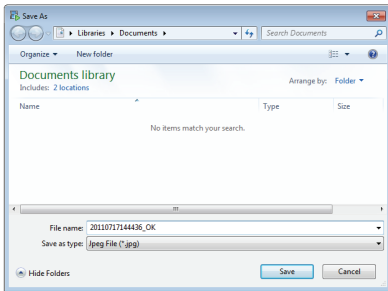 Save As
Libraries Documents Search Documents
Organize New folder
Documents library
Includes: 2 locations
Arrange by: Folder
Name Type Size
No items match your search.
File name: 20110717144436_OK
Save as type: Jpeg File (*.jpg)
Hide Folders Save Cancel